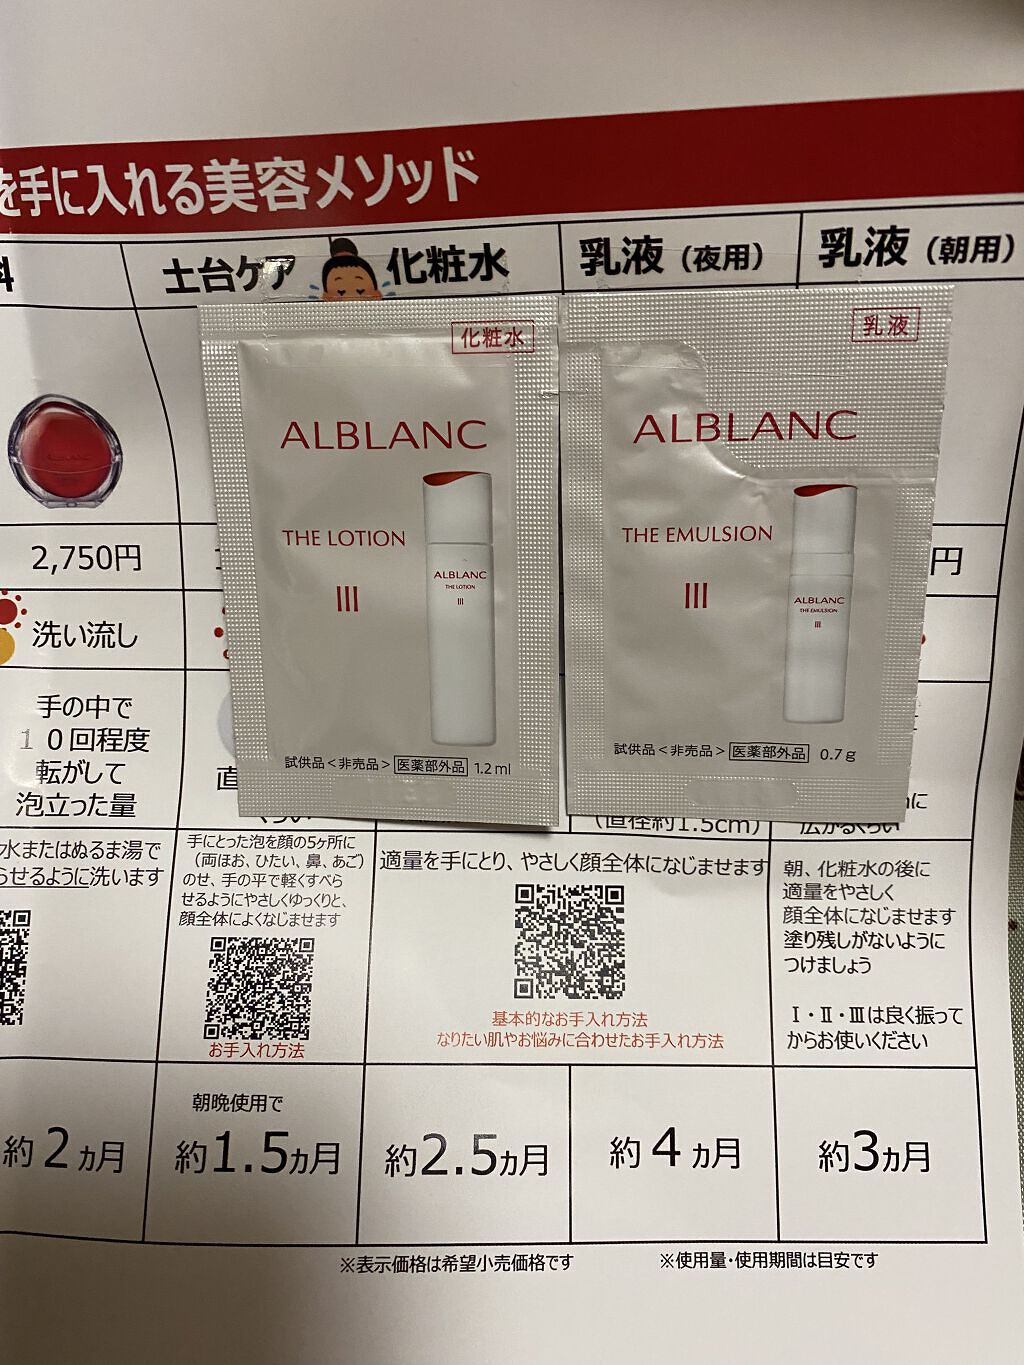 を手に入れる美容メソッド
土台ケア
化粧水
乳液（夜用）
乳液（朝用）
化粧水
ALBLANC
THE LOTION
III
ALBLANC
THE LOTION
III
試供品<非売品> 医薬部外品 1.2 ml
乳液
ALBLANC
THE EMULSION
III
ALBLANC
THE EMULSION
III
試供品<非売品> 医薬部外品 0.7 g
2,750円
円
洗い流し
手の中で
１０回程度
転がして
泡立った量
直
（直径約1.5cm）
に
広がるくらい
水またはぬるま湯で
らせるように洗います
手にとった泡を顔の5ヶ所に
（両ほお、ひたい、鼻、あご）
のせ、手の平で軽くすべら
せるようにやさしくゆっくりと、
顔全体によくなじませます
お手入れ方法
適量を手にとり、やさしく顔全体になじませます
基本的なお手入れ方法
なりたい肌やお悩みに合わせたお手入れ方法
朝、化粧水の後に
適量をやさしく
顔全体になじませます
塗り残しがないように
つけましょう
Ⅰ・Ⅱ・Ⅲは良く振って
からお使いください
約2ヵ月
朝晩使用で
約1.5ヵ月
約2.5ヵ月
約4ヵ月
約3ヵ月
※表示価格は希望小売価格です
※使用量・使用期間は目安です